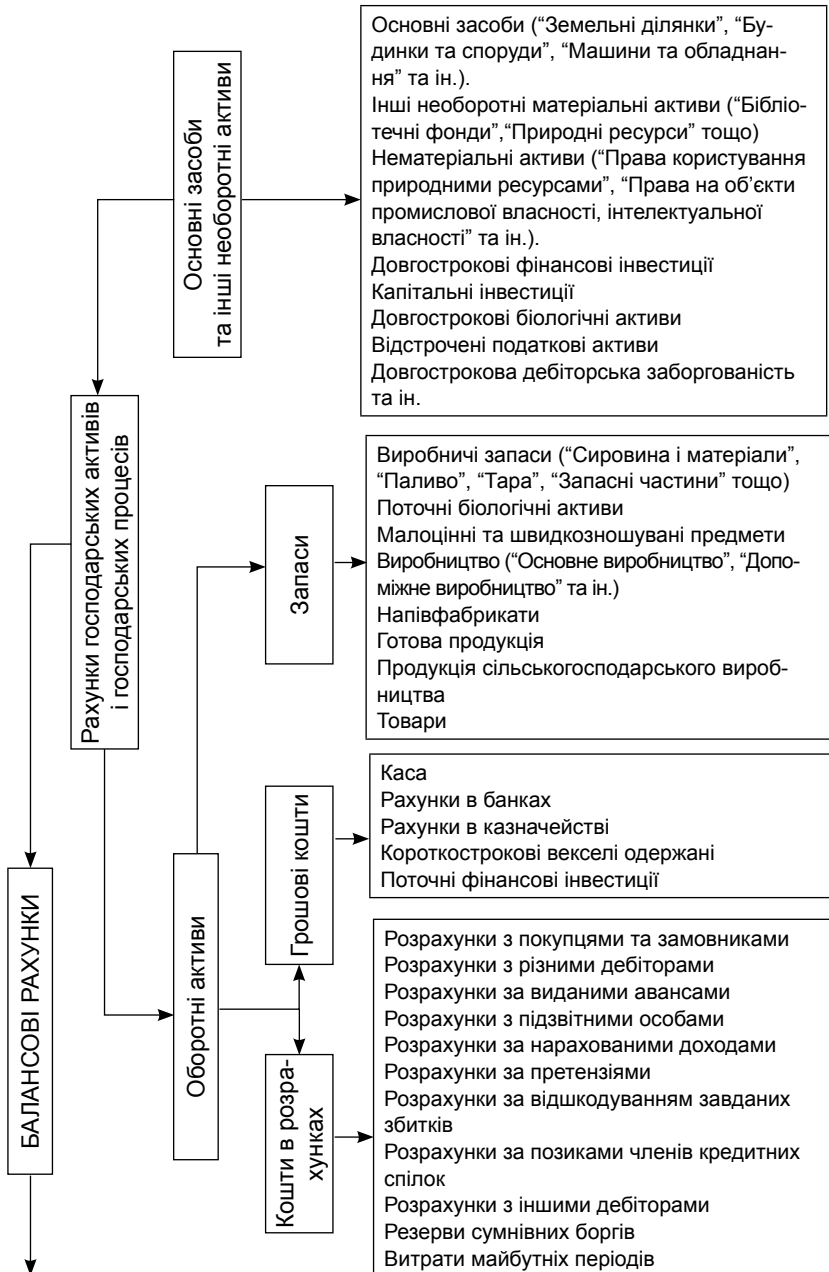 Основні засоби (“Земельні ділянки”, “Бу-
динки та споруди”, “Машини та обладнан-
ня” та ін.).
Інші необоротні матеріальні активи (“Бібліо-
течні фонди”,“Природні ресурси” тощо)
Нематеріальні активи (“Права користування
природними ресурсами”, “Права на об’єкти
промислової власності, інтелектуальної
власності” та ін.).
Довгострокові фінансові інвестиції
Капітальні інвестиції
Довгострокові біологічні активи
Відстрочені податкові активи
Довгострокова дебіторська заборгованість
та ін.
Основні засоби
та інші необоротні активи
Рахунки господарських активів
і господарських процесів
Виробничі запаси (“Сировина і матеріали”,
“Паливо”, “Тара”, “Запасні частини” тощо)
Поточні біологічні активи
Малоцінні та швидкозношувані предмети
Виробництво (“Основне виробництво”, “Допо-
міжне виробництво” та ін.)
Напівфабрикати
Готова продукція
Продукція сільськогосподарського вироб-
ництва
Товари
Запаси
Каса
Рахунки в банках
Рахунки в казначействі
Короткострокові векселі одержані
Поточні фінансові інвестиції
Грошові кошти
БАЛАНСОВІ РАХУНКИ
Оборотні активи
Кошти в розра-
хунках
Розрахунки з покупцями та замовниками
Розрахунки з різними дебіторами
Розрахунки за виданими авансами
Розрахунки з підзвітними особами
Розрахунки за нарахованими доходами
Розрахунки за претензіями
Розрахунки за відшкодуванням завданих
збитків
Розрахунки за позиками членів кредитних
спілок
Розрахунки з іншими дебіторами
Резерви сумнівних боргів
Витрати майбутніх періодів